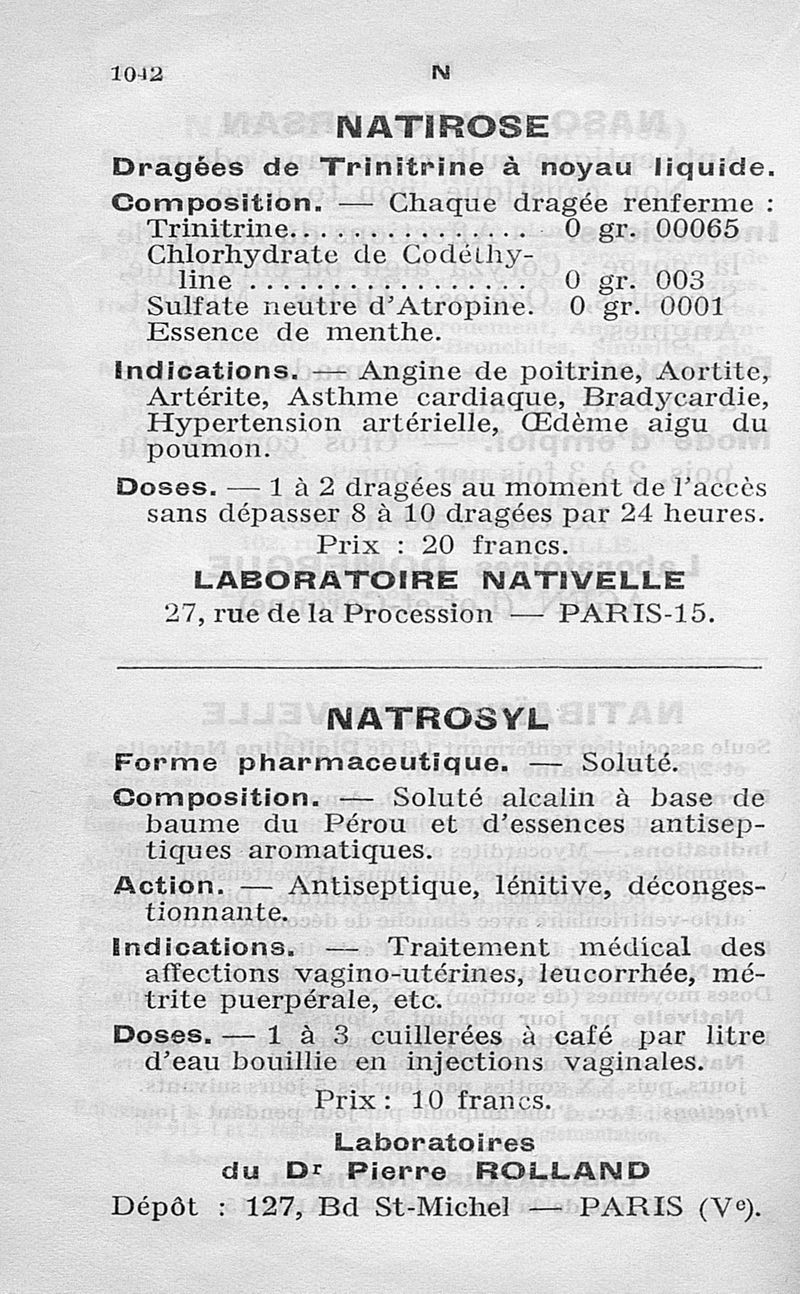 1042 N
NATIROSE
Dragées de Trinitrine à noyau liquide.
Composition. — Chaque dragée renferme :
Trinitrine. . . . . . . . . . . . . . . 0 gr. 00065
Chlorhydrate de Codéthy-
line . . . . . . . . . . . . . . . . . . 0 gr. 003
Sulfate neutre d'Atropine. 0 gr. 0001
Essence de menthe.
Indications. — Angine de poitrine, Aortite,
Artérite, Asthme cardiaque, Bradycardie,
Hypertension artérielle, Œdème aigu du
poumon.
Doses. — 1 à 2 dragées au moment de l'accès
sans dépasser 8 à 10 dragées par 24 heures.
Prix : 20 francs.
LABORATOIRE NATIVELLE
27, rue de la Procession — PARIS-15.
NATROSYL
Forme pharmaceutique. — Soluté.
Composition. — Soluté alcalin à base de
baume du Pérou et d'essences antisep-
tiques aromatiques.
Action. — Antiseptique, lénitive, déconges-
tionnante.
Indications. — Traitement médical des
affections vagino-utérines, leucorrhée, mé-
trite puerpérale, etc.
Doses. — 1 à 3 cuillerées à café par litre
d'eau bouillie en injections vaginales.
Prix : 10 francs.
Laboratoires
du Dr Pierre ROLLAND
Dépôt : 127, Bd St-Michel — PARIS (Ve).